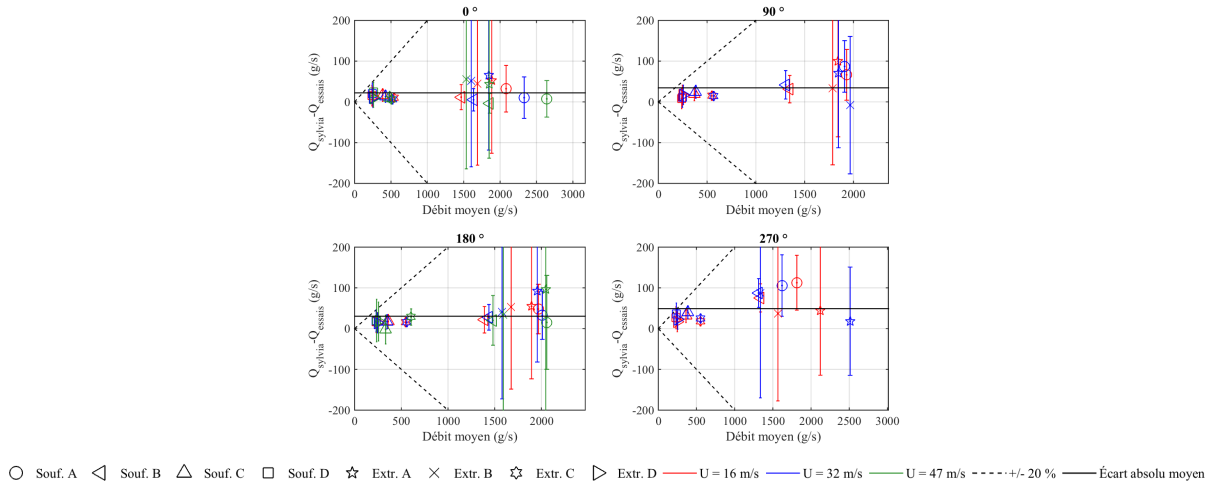 0 °
90 °
200
100
0
-100
-200
Q_sylvia-Q_essais (g/s)
0 500 1000 1500 2000 2500 3000
Débit moyen (g/s)
200
100
0
-100
-200
Q_sylvia-Q_essais (g/s)
0 500 1000 1500 2000
Débit moyen (g/s)
180 °
270 °
200
100
0
-100
-200
Q_sylvia-Q_essais (g/s)
0 500 1000 1500 2000
Débit moyen (g/s)
200
100
0
-100
-200
Q_sylvia-Q_essais (g/s)
0 500 1000 1500 2000 2500 3000
Débit moyen (g/s)
Souf. A Souf. B Souf. C Souf. D Extr. A Extr. B Extr. C Extr. D U = 16 m/s U = 32 m/s U = 47 m/s +/- 20 % Écart absolu moyen